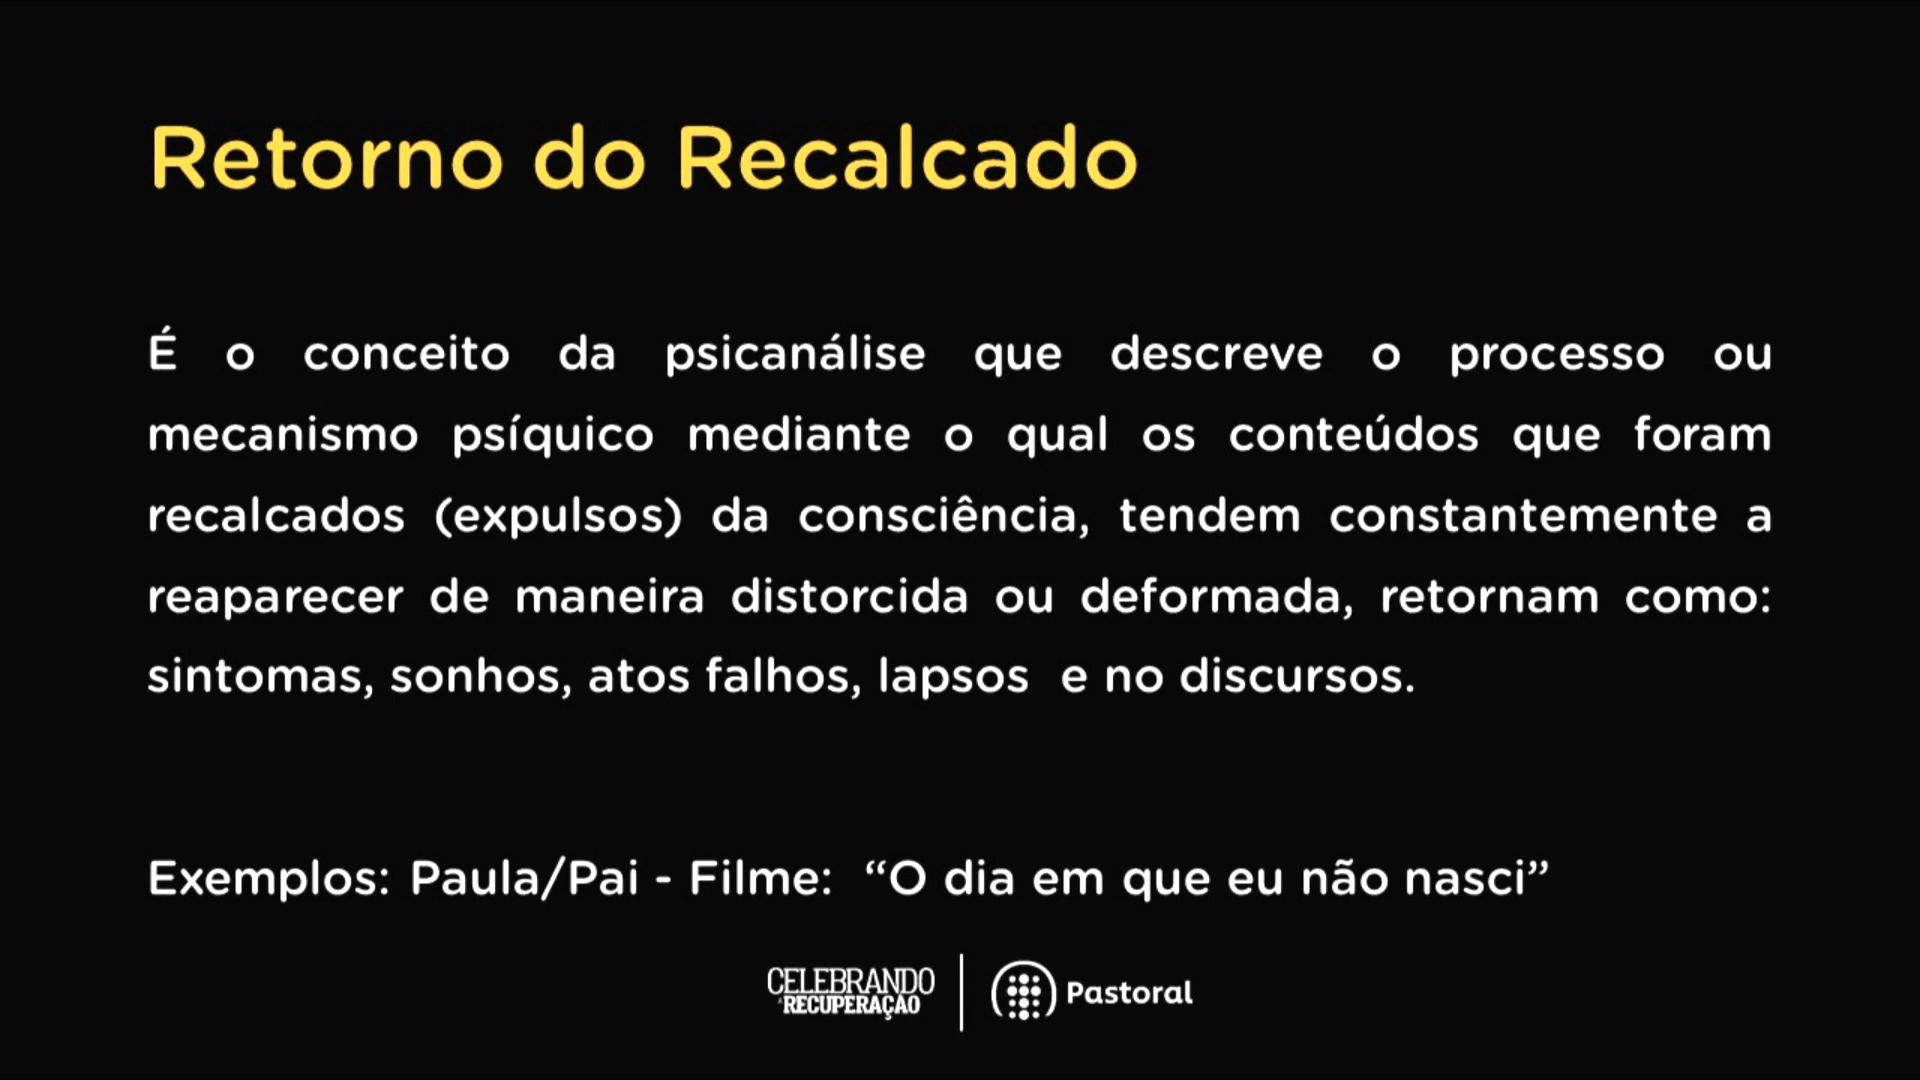 Retorno do Recalcado
É o conceito da psicanálise que descreve o processo ou
mecanismo psíquico mediante o qual os conteúdos que foram
recalcados (expulsos) da consciência, tendem constantemente a
reaparecer de maneira distorcida ou deformada, retornam como:
sintomas, sonhos, atos falhos, lapsos  e no discursos.
Exemplos: Paula/Pai - Filme:  “O dia em que eu não nasci”
CELEBRANDO
A RECUPERAÇÃO
Pastoral